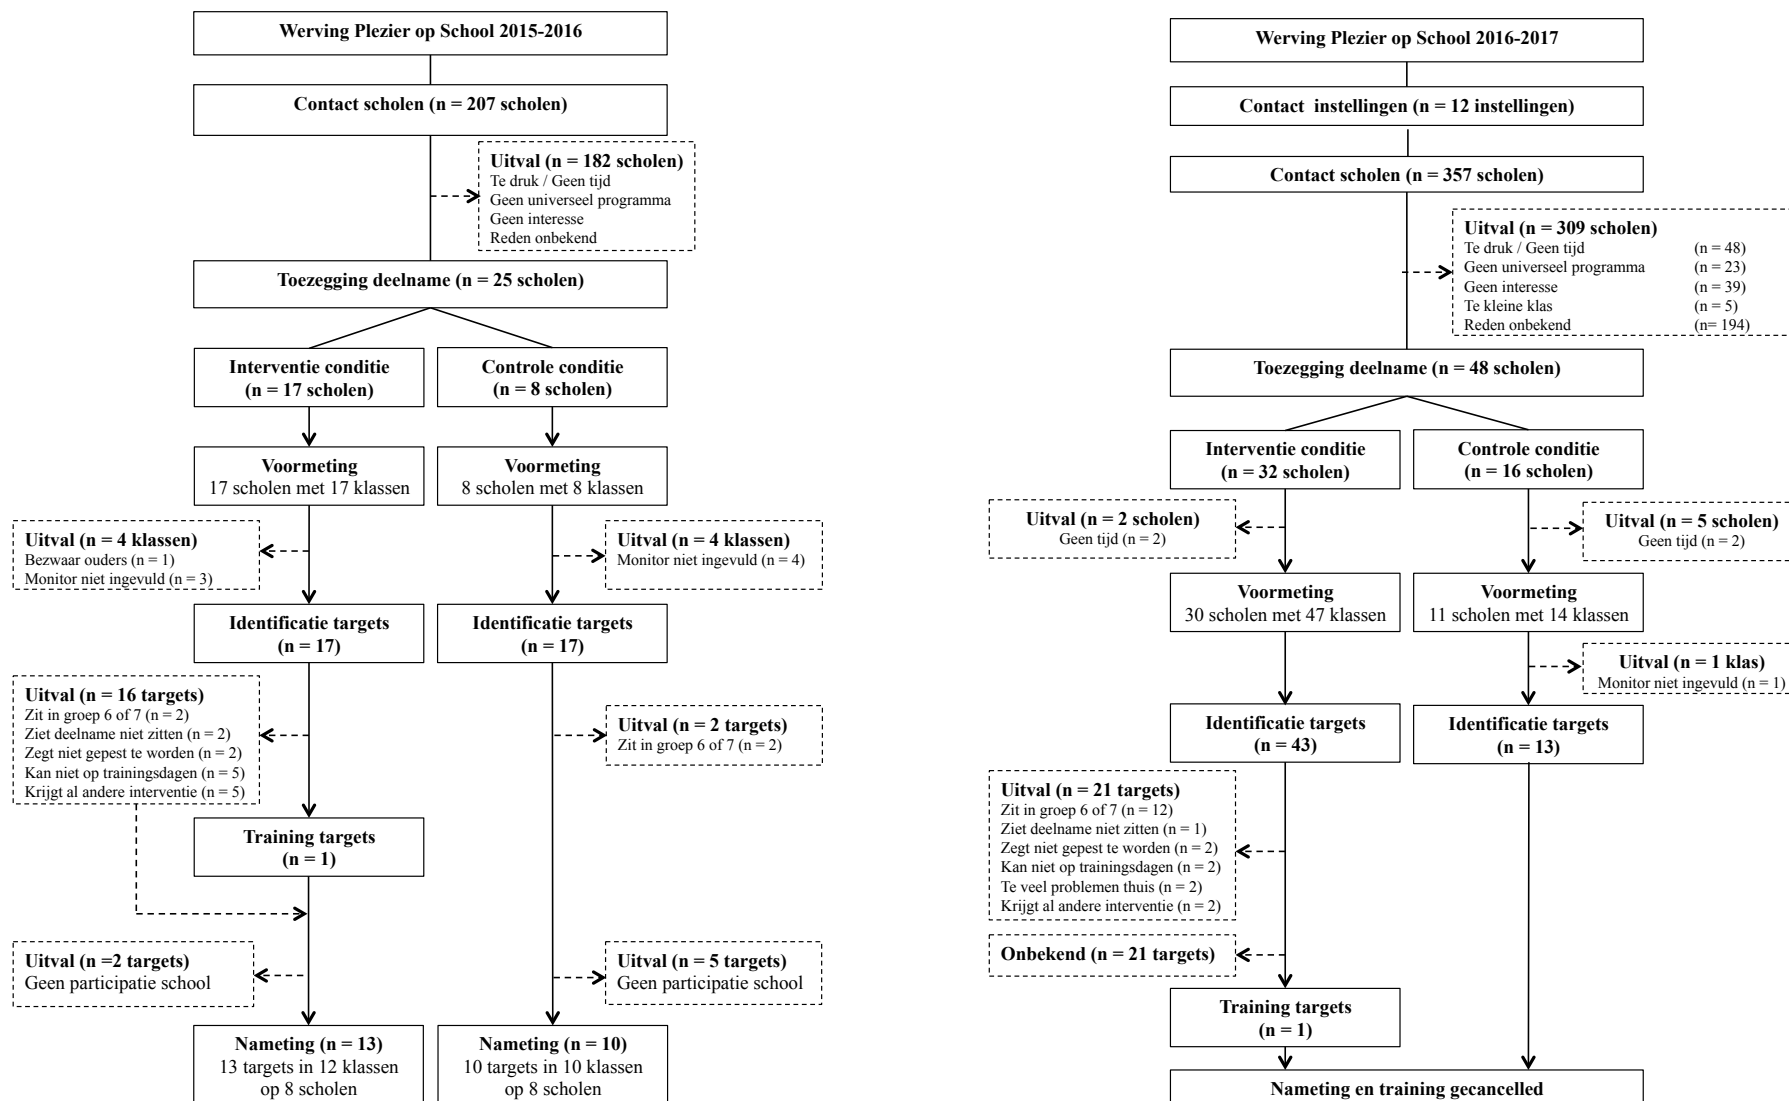 Werving Plezier op School 2015-2016
Contact scholen (n = 207 scholen)
Uitval (n = 182 scholen)
Te druk / Geen tijd
Geen universeel programma
Geen interesse
Reden onbekend
Toezegging deelname (n = 25 scholen)
Interventie conditie
(n = 17 scholen)
Controle conditie
(n = 8 scholen)
Voormeting
17 scholen met 17 klassen
Voormeting
8 scholen met 8 klassen
Uitval (n = 4 klassen)
Bezwaar ouders (n = 1)
Monitor niet ingevuld (n = 3)
Uitval (n = 4 klassen)
Monitor niet ingevuld (n = 4)
Identificatie targets
(n = 17)
Identificatie targets
(n = 17)
Uitval (n = 16 targets)
Zit in groep 6 of 7 (n = 2)
Ziet deelname niet zitten (n = 2)
Zegt niet gepest te worden (n = 2)
Kan niet op trainingsdagen (n = 5)
Krijgt al andere interventie (n = 5)
Uitval (n = 2 targets)
Zit in groep 6 of 7 (n = 2)
Training targets
(n = 1)
Uitval (n =2 targets)
Geen participatie school
Uitval (n = 5 targets)
Geen participatie school
Nameting (n = 13)
13 targets in 12 klassen
op 8 scholen
Nameting (n = 10)
10 targets in 10 klassen
op 8 scholen
Werving Plezier op School 2016-2017
Contact instellingen (n = 12 instellingen)
Contact scholen (n = 357 scholen)
Uitval (n = 309 scholen)
Te druk / Geen tijd (n = 48)
Geen universeel programma (n = 23)
Geen interesse (n = 39)
Te kleine klas (n = 5)
Reden onbekend (n= 194)
Toezegging deelname (n = 48 scholen)
Interventie conditie
(n = 32 scholen)
Controle conditie
(n = 16 scholen)
Uitval (n = 2 scholen)
Geen tijd (n = 2)
Uitval (n = 5 scholen)
Geen tijd (n = 2)
Voormeting
30 scholen met 47 klassen
Voormeting
11 scholen met 14 klassen
Uitval (n = 1 klas)
Monitor niet ingevuld (n = 1)
Identificatie targets
(n = 43)
Identificatie targets
(n = 13)
Uitval (n = 21 targets)
Zit in groep 6 of 7 (n = 12)
Ziet deelname niet zitten (n = 1)
Zegt niet gepest te worden (n = 2)
Kan niet op trainingsdagen (n = 2)
Te veel problemen thuis (n = 2)
Krijgt al andere interventie (n = 2)
Onbekend (n = 21 targets)
Training targets
(n = 1)
Nameting en training gecancelled